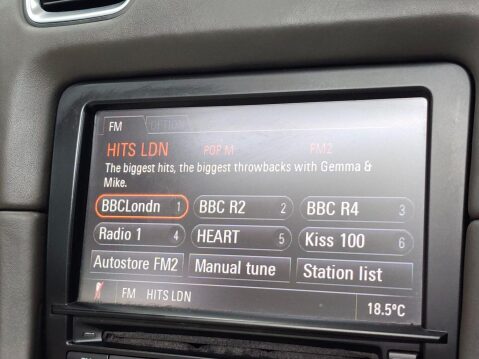 FM OPTION
HITS LDN POP M FM2
The biggest hits, the biggest throwbacks with Gemma &
Mike.
BBCLondn 1 BBC R2 2 BBC R4 3
Radio 1 4 HEART 5 Kiss 100 6
Autostore FM2 Manual tune Station list
FM HITS LDN
18.5°C